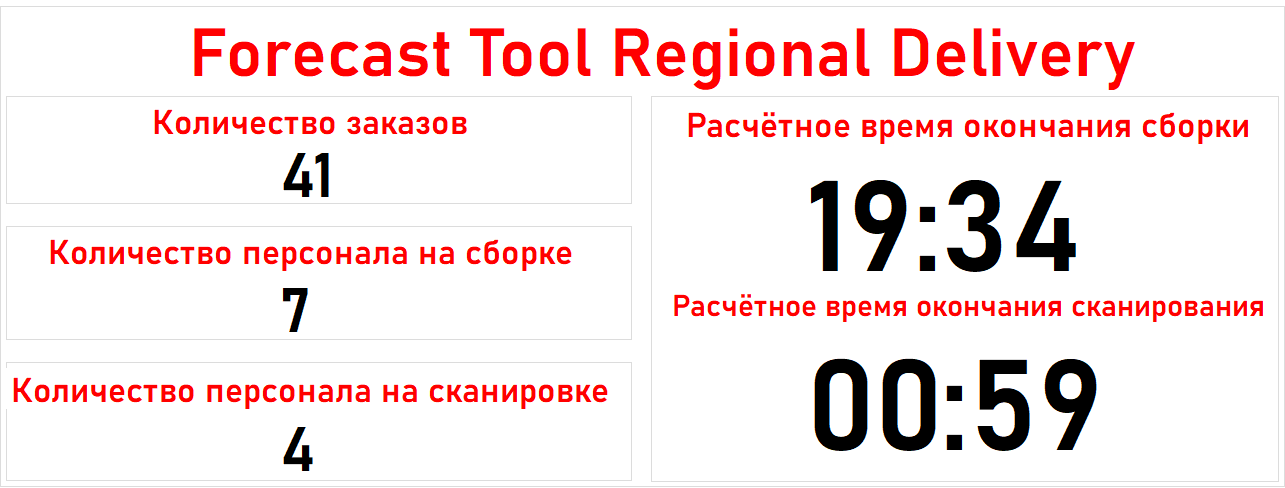 Forecast Tool Regional Delivery
Количество заказов
41
Количество персонала на сборке
7
Количество персонала на сканировке
4
Расчётное время окончания сборки
19:34
Расчётное время окончания сканирования
00:59